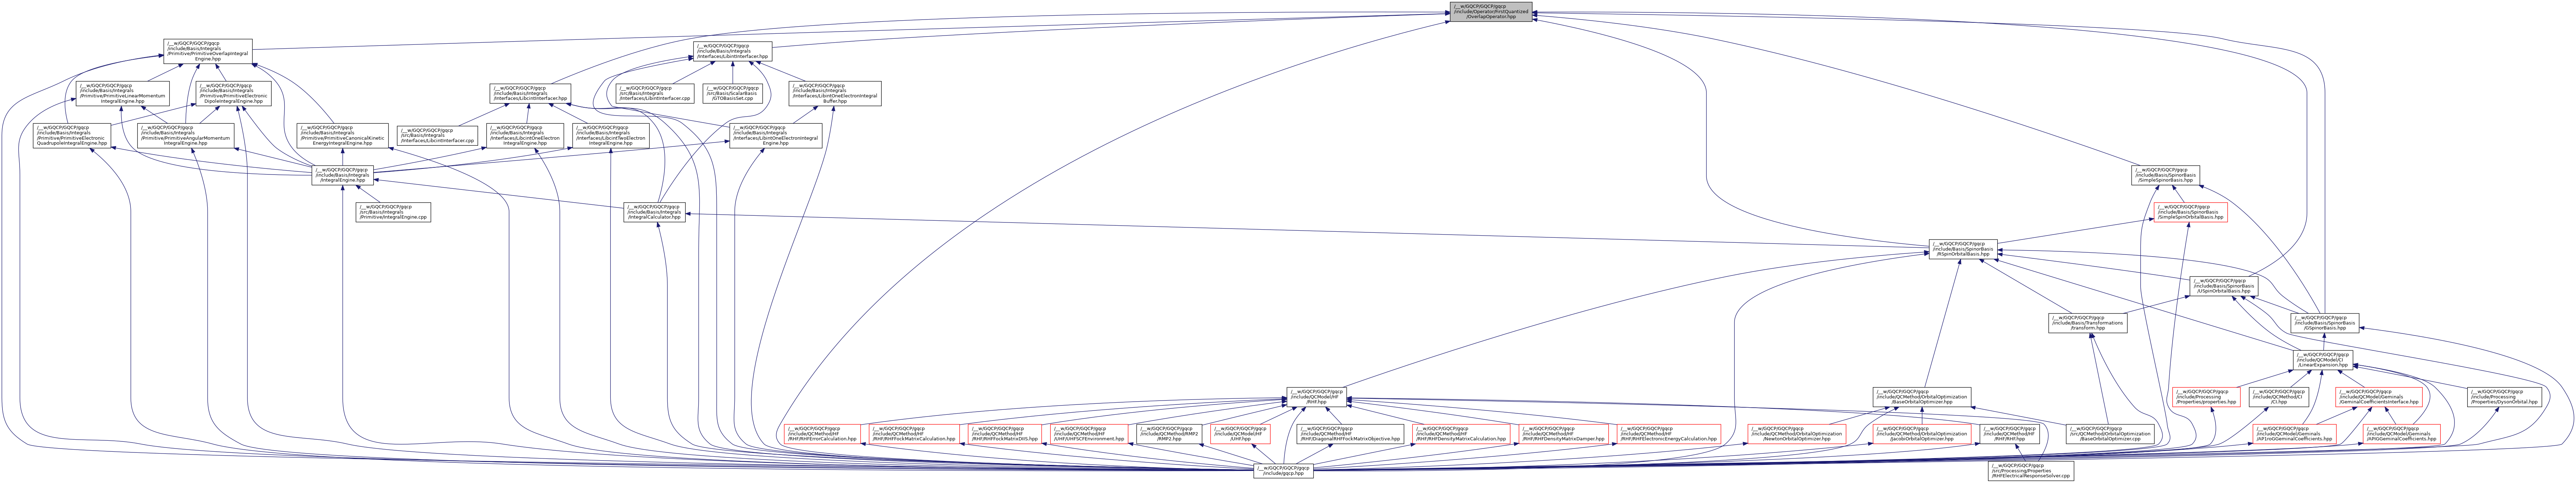 /__w/GQCP/GQCP/gqcp
/include/Operator/FirstQuantized
/OverlapOperator.hpp
/__w/GQCP/GQCP/gqcp
/include/Basis/Integrals
/Primitive/PrimitiveOverlapIntegral
Engine.hpp
/__w/GQCP/GQCP/gqcp
/include/Basis/Integrals
/Interfaces/LibintInterfacer.hpp
/__w/GQCP/GQCP/gqcp
/include/Basis/Integrals
/Primitive/PrimitiveLinearMomentum
IntegralEngine.hpp
/__w/GQCP/GQCP/gqcp
/include/Basis/Integrals
/Primitive/PrimitiveElectronic
DipoleIntegralEngine.hpp
/__w/GQCP/GQCP/gqcp
/include/Basis/Integrals
/Interfaces/LibcintInterfacer.hpp
/__w/GQCP/GQCP/gqcp
/src/Basis/Integrals
/Interfaces/LibintInterfacer.cpp
/__w/GQCP/GQCP/gqcp
/src/Basis/ScalarBasis
/GTOBasisSet.cpp
/__w/GQCP/GQCP/gqcp
/include/Basis/Integrals
/Interfaces/LibintOneElectronIntegral
Buffer.hpp
/__w/GQCP/GQCP/gqcp
/include/Basis/Integrals
/Primitive/PrimitiveElectronic
QuadrupoleIntegralEngine.hpp
/__w/GQCP/GQCP/gqcp
/include/Basis/Integrals
/Primitive/PrimitiveAngularMomentum
IntegralEngine.hpp
/__w/GQCP/GQCP/gqcp
/include/Basis/Integrals
/Primitive/PrimitiveCanonicalKinetic
EnergyIntegralEngine.hpp
/__w/GQCP/GQCP/gqcp
/src/Basis/Integrals
/Interfaces/LibcintInterfacer.cpp
/__w/GQCP/GQCP/gqcp
/include/Basis/Integrals
/Interfaces/LibcintOneElectron
IntegralEngine.hpp
/__w/GQCP/GQCP/gqcp
/include/Basis/Integrals
/Interfaces/LibcintTwoElectron
IntegralEngine.hpp
/__w/GQCP/GQCP/gqcp
/include/Basis/Integrals
/Interfaces/LibintOneElectronIntegral
Engine.hpp
/__w/GQCP/GQCP/gqcp
/include/Basis/Integrals
/IntegralEngine.hpp
/__w/GQCP/GQCP/gqcp
/include/Basis/SpinorBasis
/SimpleSpinorBasis.hpp
/__w/GQCP/GQCP/gqcp
/src/Basis/Integrals
/Primitive/IntegralEngine.cpp
/__w/GQCP/GQCP/gqcp
/include/Basis/Integrals
/IntegralCalculator.hpp
/__w/GQCP/GQCP/gqcp
/include/Basis/SpinorBasis
/SimpleSpinOrbitalBasis.hpp
/__w/GQCP/GQCP/gqcp
/include/Basis/SpinorBasis
/RSpinOrbitalBasis.hpp
/__w/GQCP/GQCP/gqcp
/include/Basis/SpinorBasis
/USpinOrbitalBasis.hpp
/__w/GQCP/GQCP/gqcp
/include/Basis/Transformations
/transform.hpp
/__w/GQCP/GQCP/gqcp
/include/Basis/SpinorBasis
/GSpinorBasis.hpp
/__w/GQCP/GQCP/gqcp
/include/QCModel/CI
/LinearExpansion.hpp
/__w/GQCP/GQCP/gqcp
/include/QCModel/HF
/RHF.hpp
/__w/GQCP/GQCP/gqcp
/include/QCMethod/OrbitalOptimization
/BaseOrbitalOptimizer.hpp
/__w/GQCP/GQCP/gqcp
/include/Processing
/Properties/properties.hpp
/__w/GQCP/GQCP/gqcp
/include/QCMethod/CI
/CI.hpp
/__w/GQCP/GQCP/gqcp
/include/QCModel/Geminals
/GeminalCoefficientsInterface.hpp
/__w/GQCP/GQCP/gqcp
/include/Processing
/Properties/DysonOrbital.hpp
/__w/GQCP/GQCP/gqcp
/include/QCMethod/HF
/RHF/RHFErrorCalculation.hpp
/__w/GQCP/GQCP/gqcp
/include/QCMethod/HF
/RHF/RHFFockMatrixCalculation.hpp
/__w/GQCP/GQCP/gqcp
/include/QCMethod/HF
/RHF/RHFFockMatrixDIIS.hpp
/__w/GQCP/GQCP/gqcp
/include/QCMethod/HF
/UHF/UHFSCFEnvironment.hpp
/__w/GQCP/GQCP/gqcp
/include/QCMethod/RMP2
/RMP2.hpp
/__w/GQCP/GQCP/gqcp
/include/QCModel/HF
/UHF.hpp
/__w/GQCP/GQCP/gqcp
/include/QCMethod/HF
/RHF/DiagonalRHFFockMatrixObjective.hpp
/__w/GQCP/GQCP/gqcp
/include/QCMethod/HF
/RHF/RHFDensityMatrixCalculation.hpp
/__w/GQCP/GQCP/gqcp
/include/QCMethod/HF
/RHF/RHFDensityMatrixDamper.hpp
/__w/GQCP/GQCP/gqcp
/include/QCMethod/HF
/RHF/RHFElectronicEnergyCalculation.hpp
/__w/GQCP/GQCP/gqcp
/include/QCMethod/OrbitalOptimization
/NewtonOrbitalOptimizer.hpp
/__w/GQCP/GQCP/gqcp
/include/QCMethod/OrbitalOptimization
/JacobiOrbitalOptimizer.hpp
/__w/GQCP/GQCP/gqcp
/include/QCMethod/HF
/RHF/RHF.hpp
/__w/GQCP/GQCP/gqcp
/src/QCMethod/OrbitalOptimization
/BaseOrbitalOptimizer.cpp
/__w/GQCP/GQCP/gqcp
/include/QCModel/Geminals
/AP1roGGeminalCoefficients.hpp
/__w/GQCP/GQCP/gqcp
/include/QCModel/Geminals
/APIGGeminalCoefficients.hpp
/__w/GQCP/GQCP/gqcp
/include/gqcp.hpp
/__w/GQCP/GQCP/gqcp
/src/Processing/Properties
/RHFElectricalResponseSolver.cpp